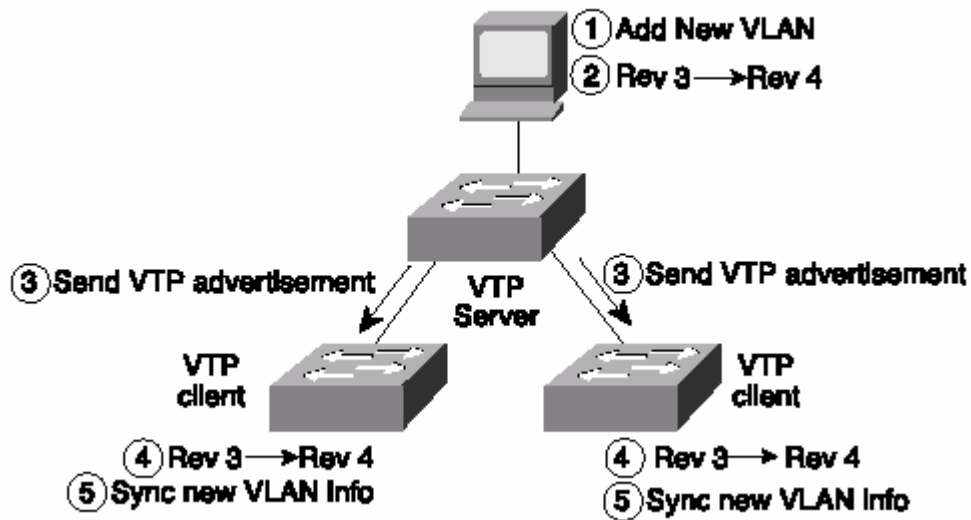 ① Add New VLAN
② Rev 3 → Rev 4
③ Send VTP advertisement
③ Send VTP advertisement
VTP
Server
VTP
client
VTP
client
④ Rev 3 → Rev 4
⑤ Sync new VLAN Info
④ Rev 3 → Rev 4
⑤ Sync new VLAN Info